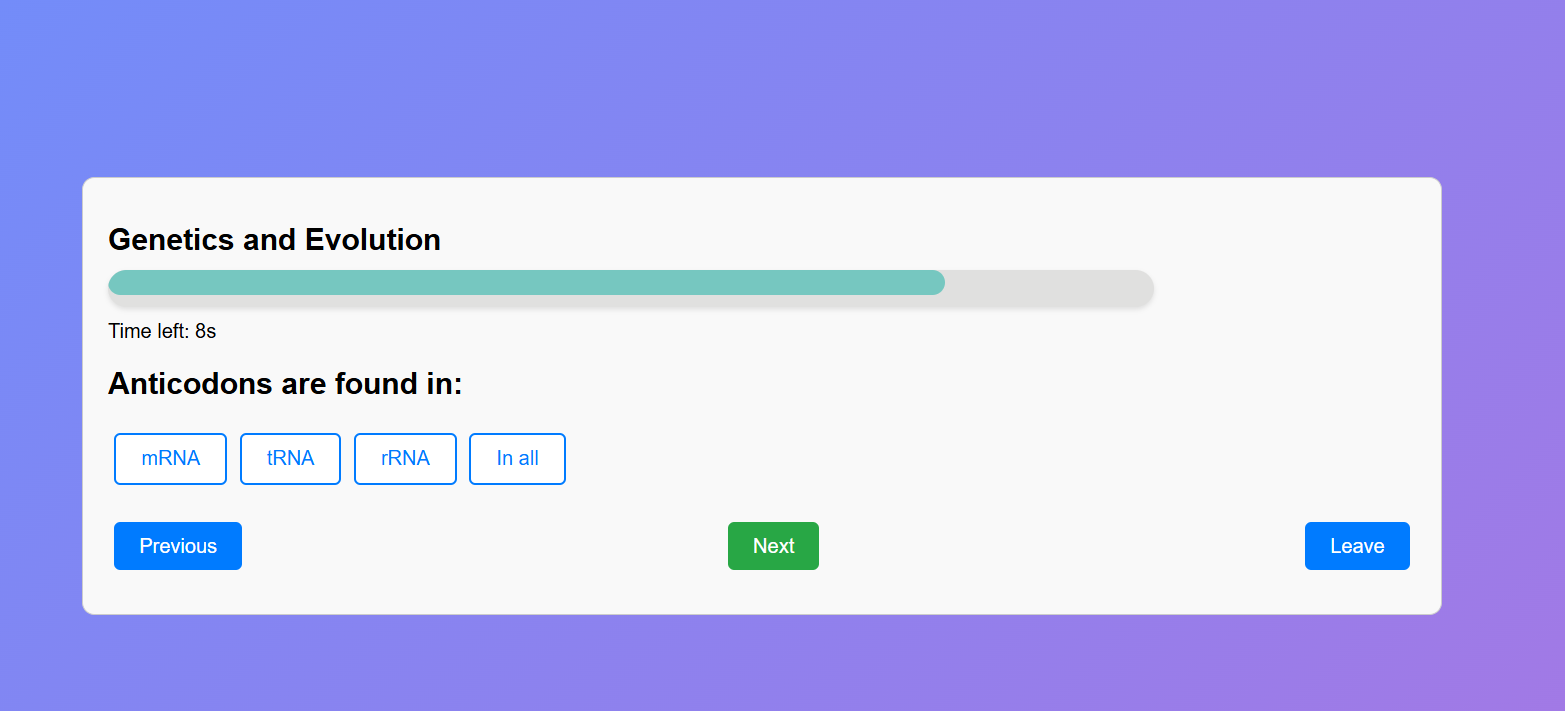 Genetics and Evolution
Time left: 8s
Anticodons are found in:
mRNA tRNA rRNA In all
Previous Next Leave